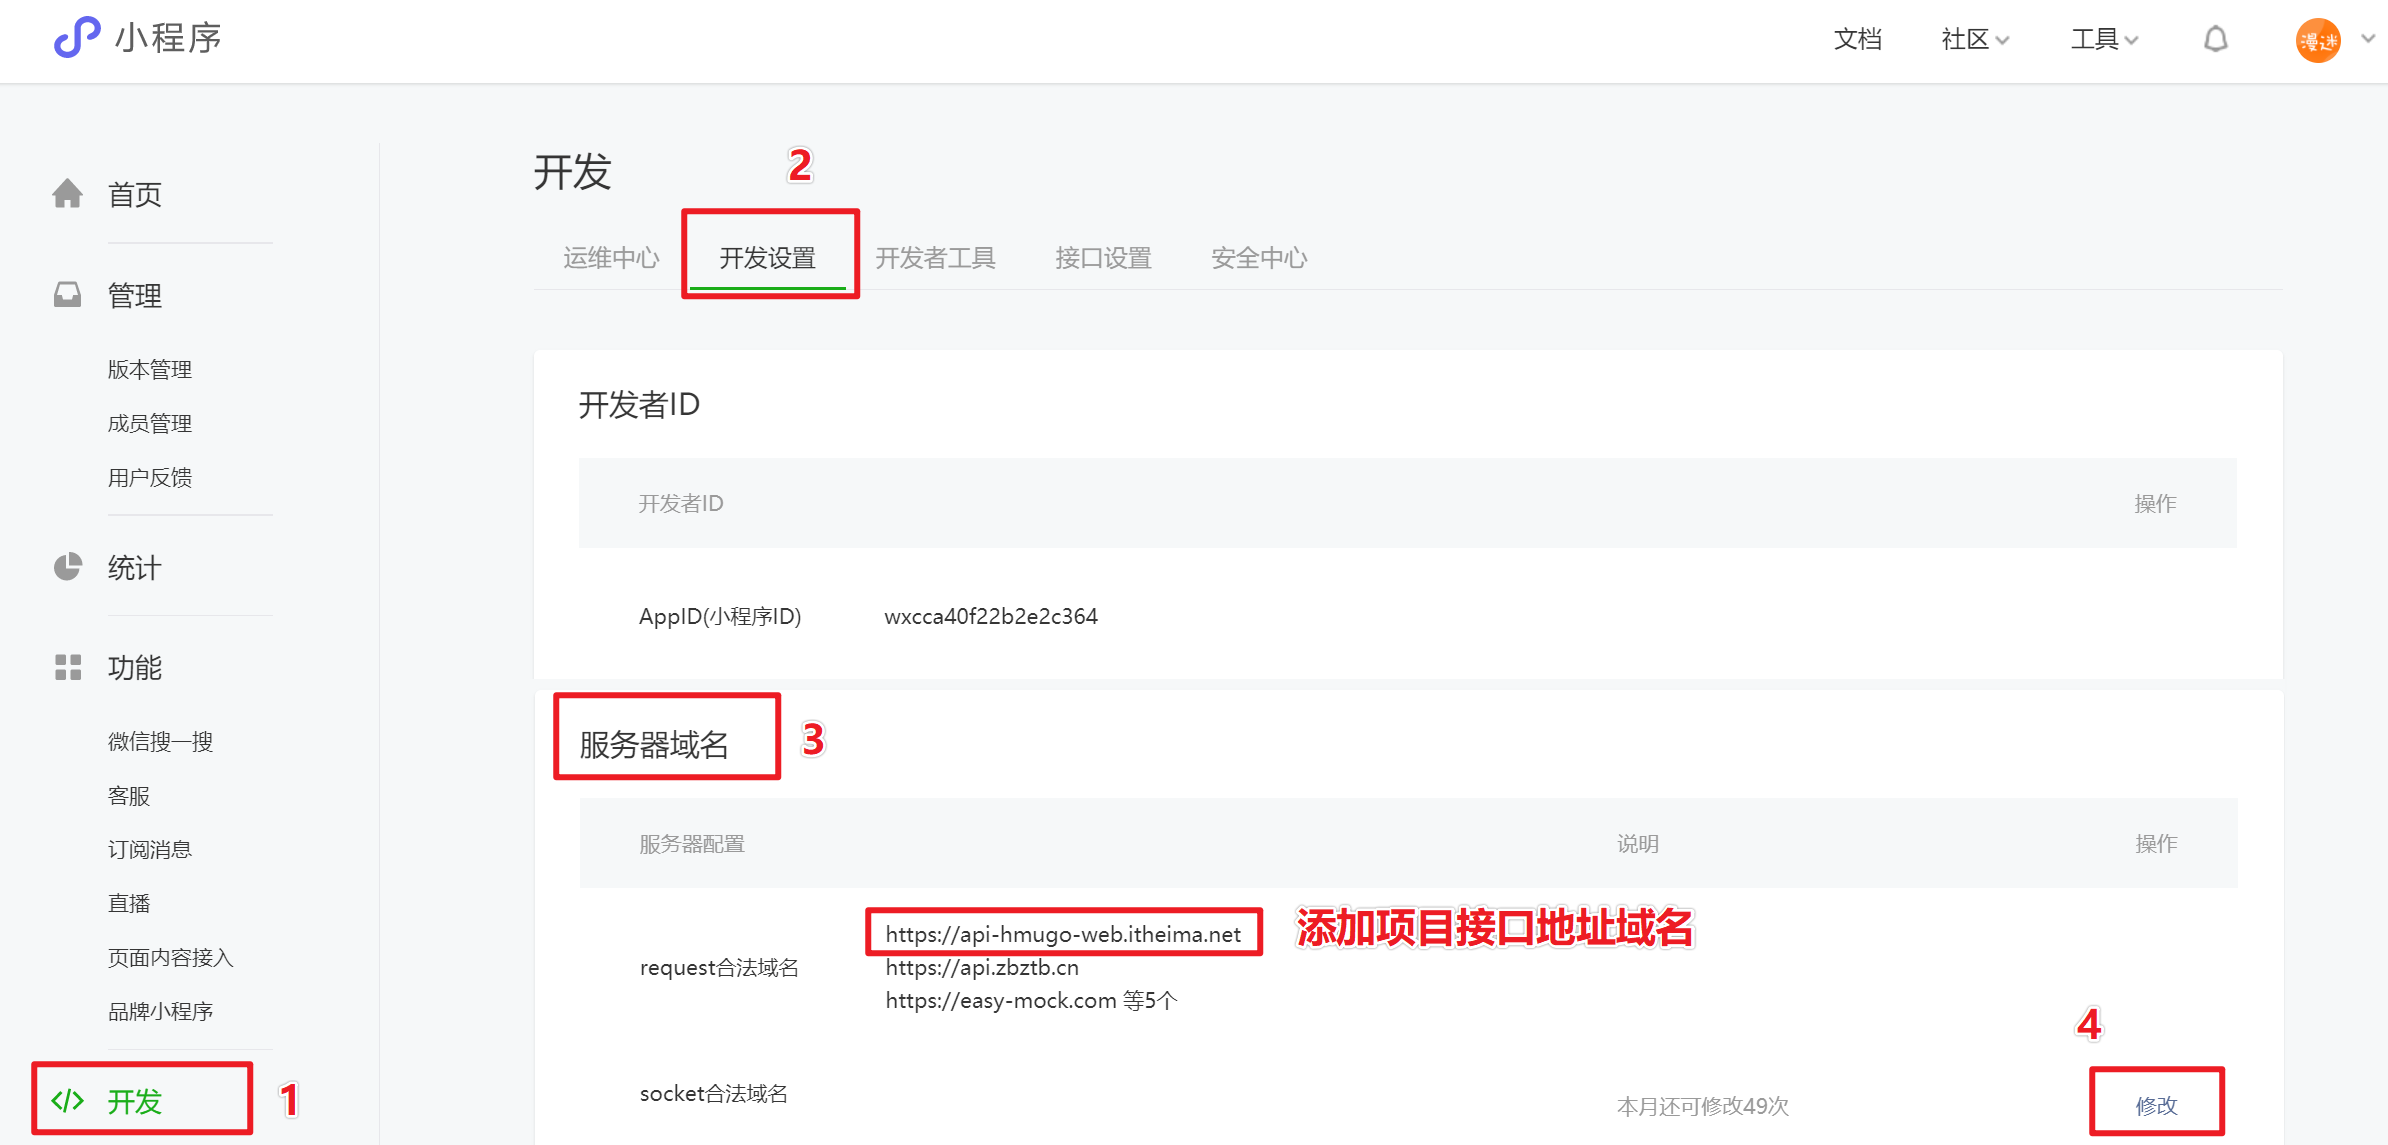 小程序
文档
社区
工具
漫迷
首页
管理
版本管理
成员管理
用户反馈
统计
功能
微信搜一搜
客服
订阅消息
直播
页面内容接入
品牌小程序
开发
1
开发
2
运维中心
开发设置
开发者工具
接口设置
安全中心
开发者ID
开发者ID
操作
AppID(小程序ID)
wxcca40f22b2e2c364
服务器域名
3
服务器配置
说明
操作
request合法域名
https://api-hmugo-web.itheima.net
https://api.zbztb.cn
https://easy-mock.com 等5个
添加项目接口地址域名
socket合法域名
本月还可修改49次
4
修改